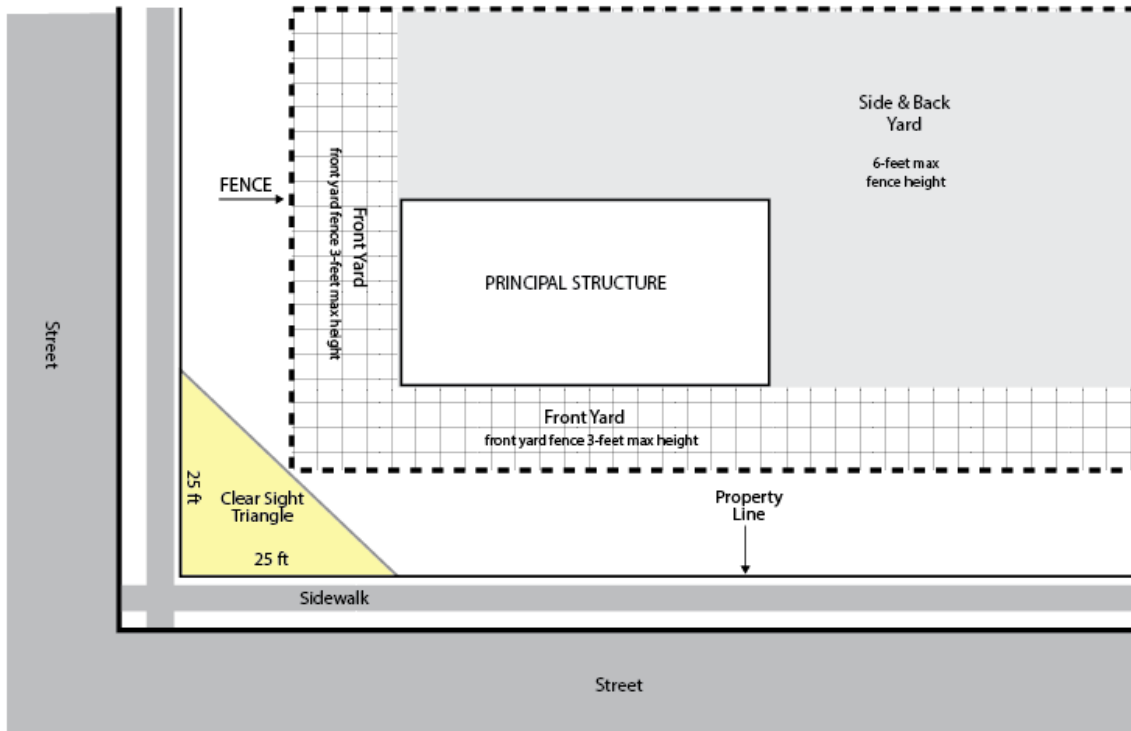 Side & Back
Yard
6-feet max
fence height
FENCE
Front Yard
front yard fence 3-feet max height
PRINCIPAL STRUCTURE
Street
Front Yard
front yard fence 3-feet max height
25 ft
Clear Sight
Triangle
25 ft
Property
Line
Sidewalk
Street